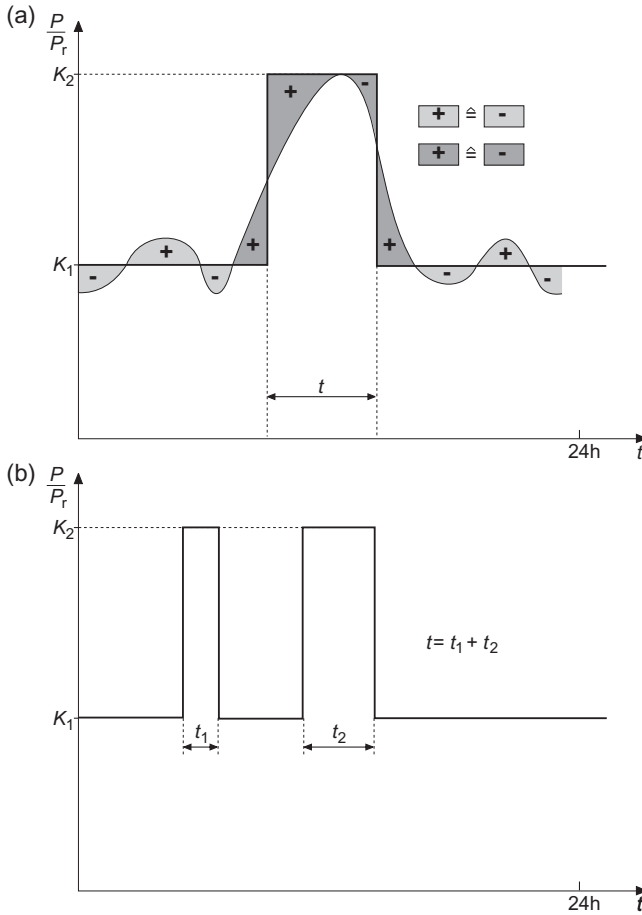 (a)
P
Pr
K2
+
-
+ ≙ -
+ ≙ -
+
+
+
+
K1
-
-
-
-
t
24h
t
(b)
P
Pr
K2
t = t1 + t2
K1
t1
t2
24h
t